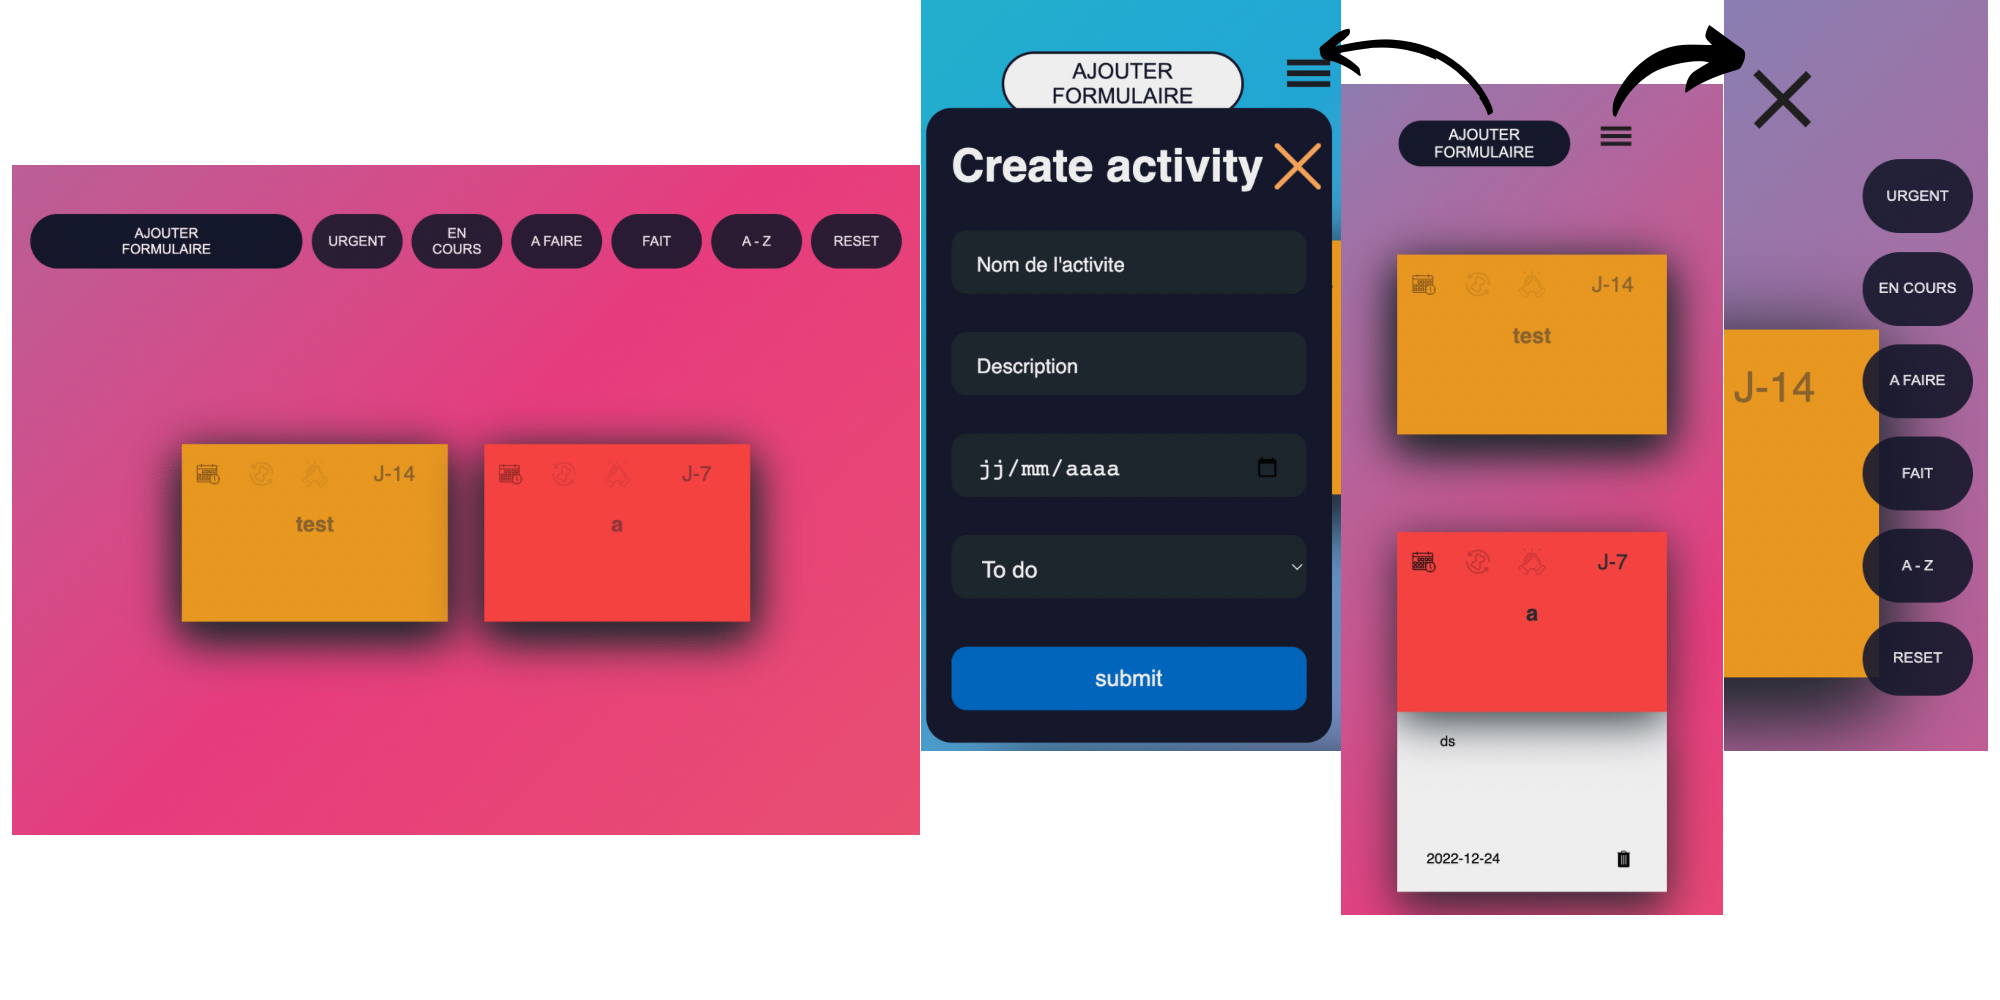 AJOUTER
FORMULAIRE
URGENT
EN
COURS
A FAIRE
FAIT
A - Z
RESET
J-14
test
J-7
a
AJOUTER
FORMULAIRE
Create activity
Nom de l'activite
Description
jj/mm/aaaa
To do
submit
AJOUTER
FORMULAIRE
J-14
test
J-7
a
ds
2022-12-24
URGENT
EN COURS
A FAIRE
J-14
FAIT
A - Z
RESET